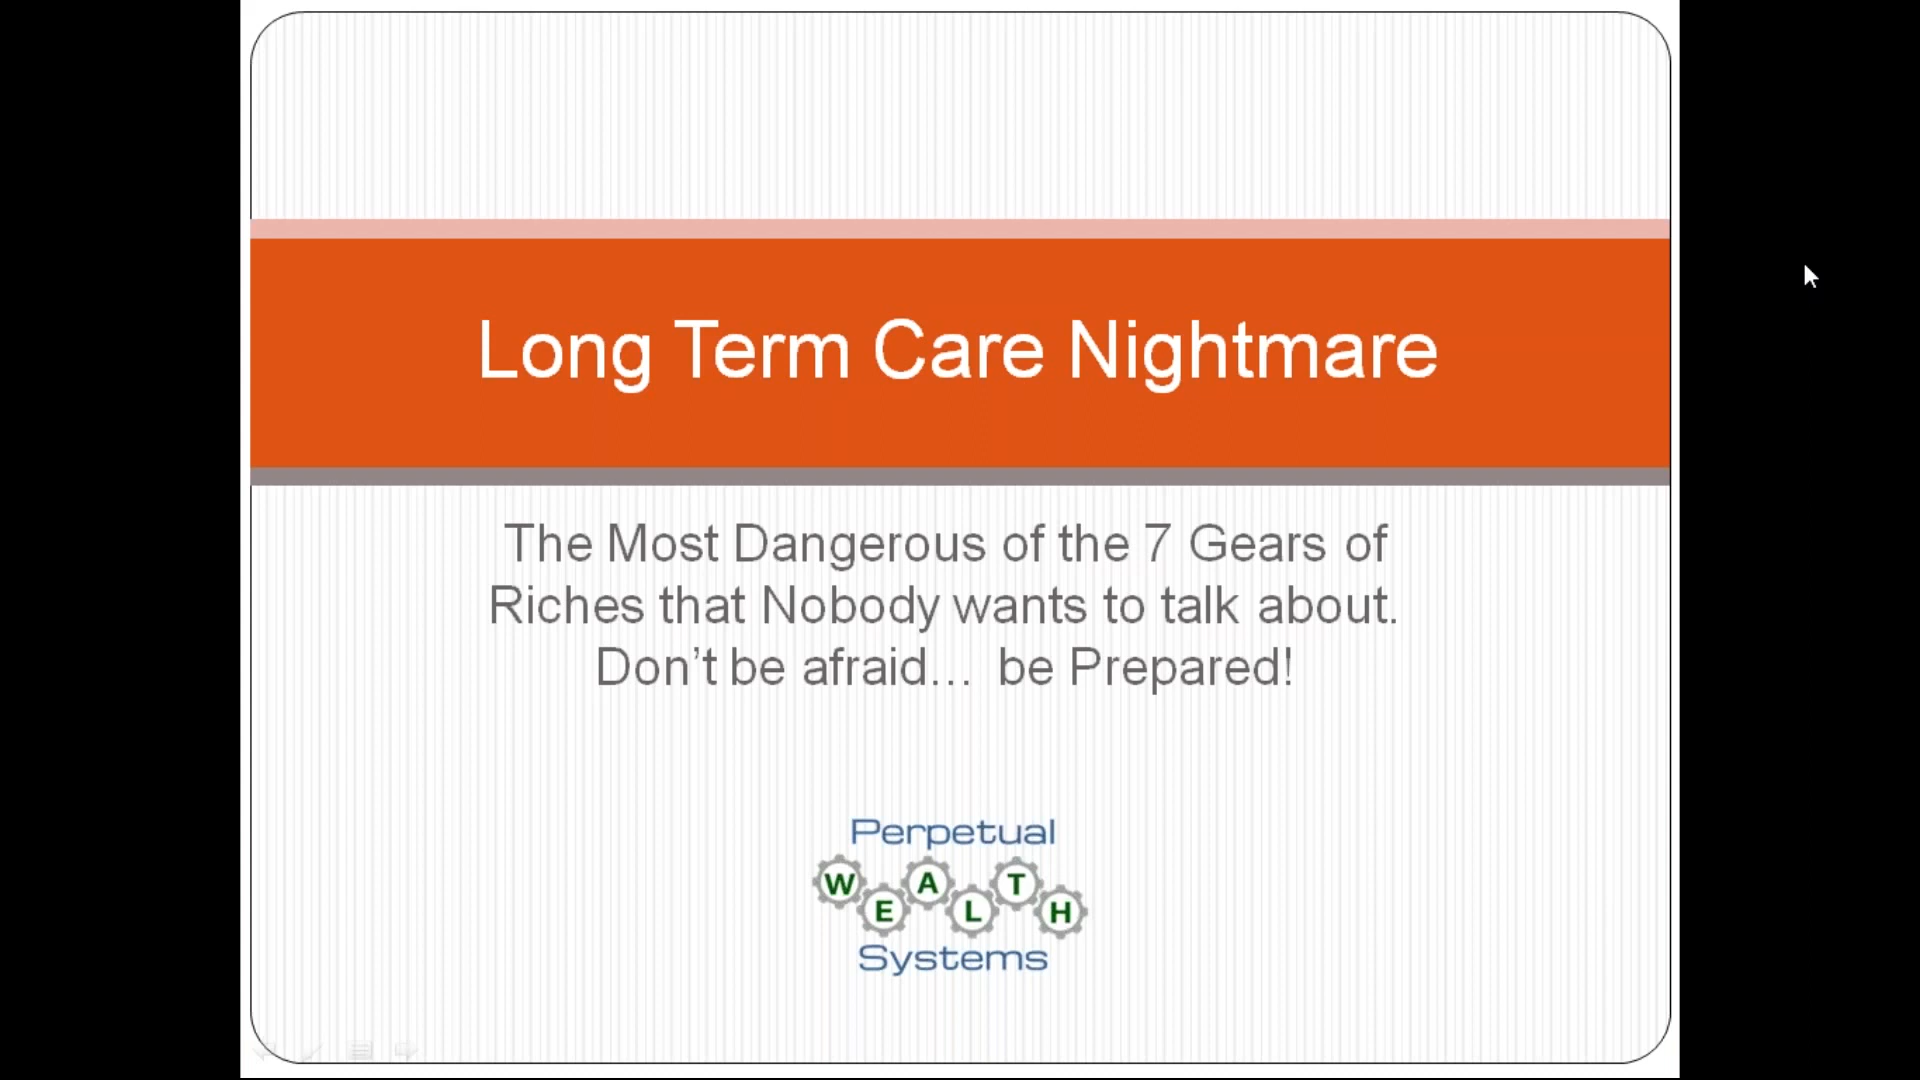 Long Term Care Nightmare
The Most Dangerous of the 7 Gears of
Riches that Nobody wants to talk about.
Don’t be afraid… be Prepared!
Perpetual
WEALTH
Systems